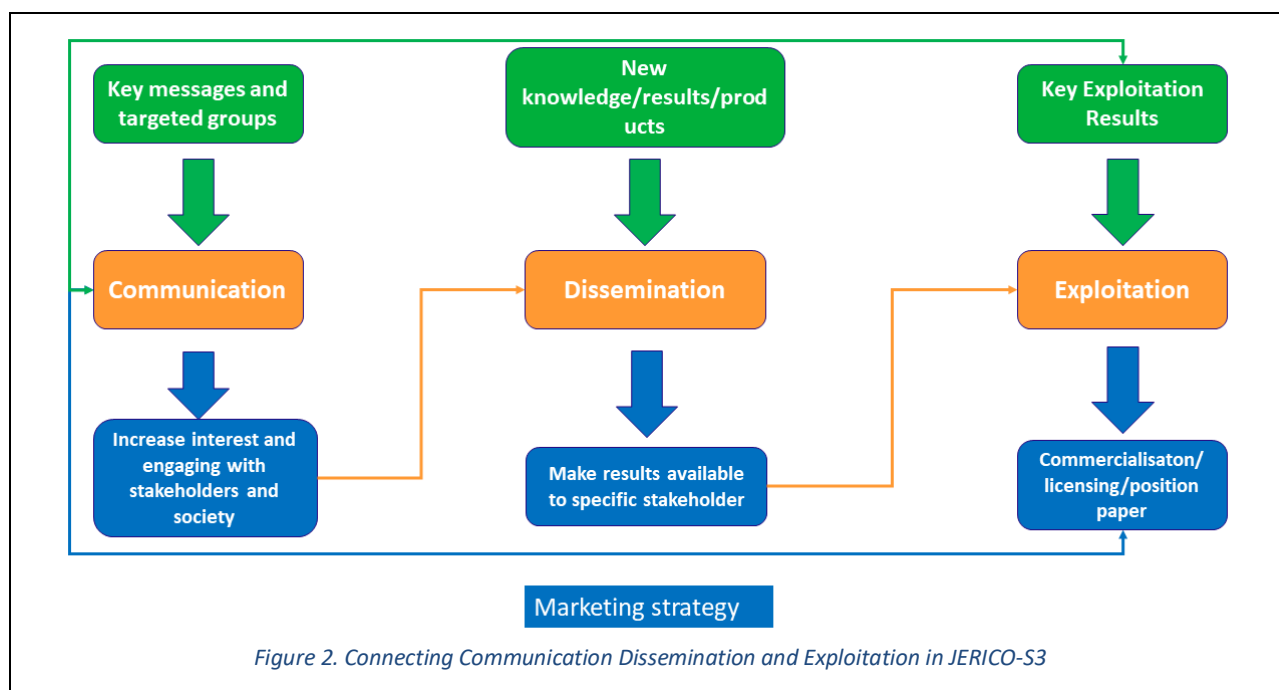 Key messages and
targeted groups
New
knowledge/results/prod
ucts
Key Exploitation
Results
Communication
Dissemination
Exploitation
Increase interest and
engaging with
stakeholders and
society
Make results available
to specific stakeholder
Commercialisaton/
licensing/position
paper
Marketing strategy
Figure 2. Connecting Communication Dissemination and Exploitation in JERICO-S3